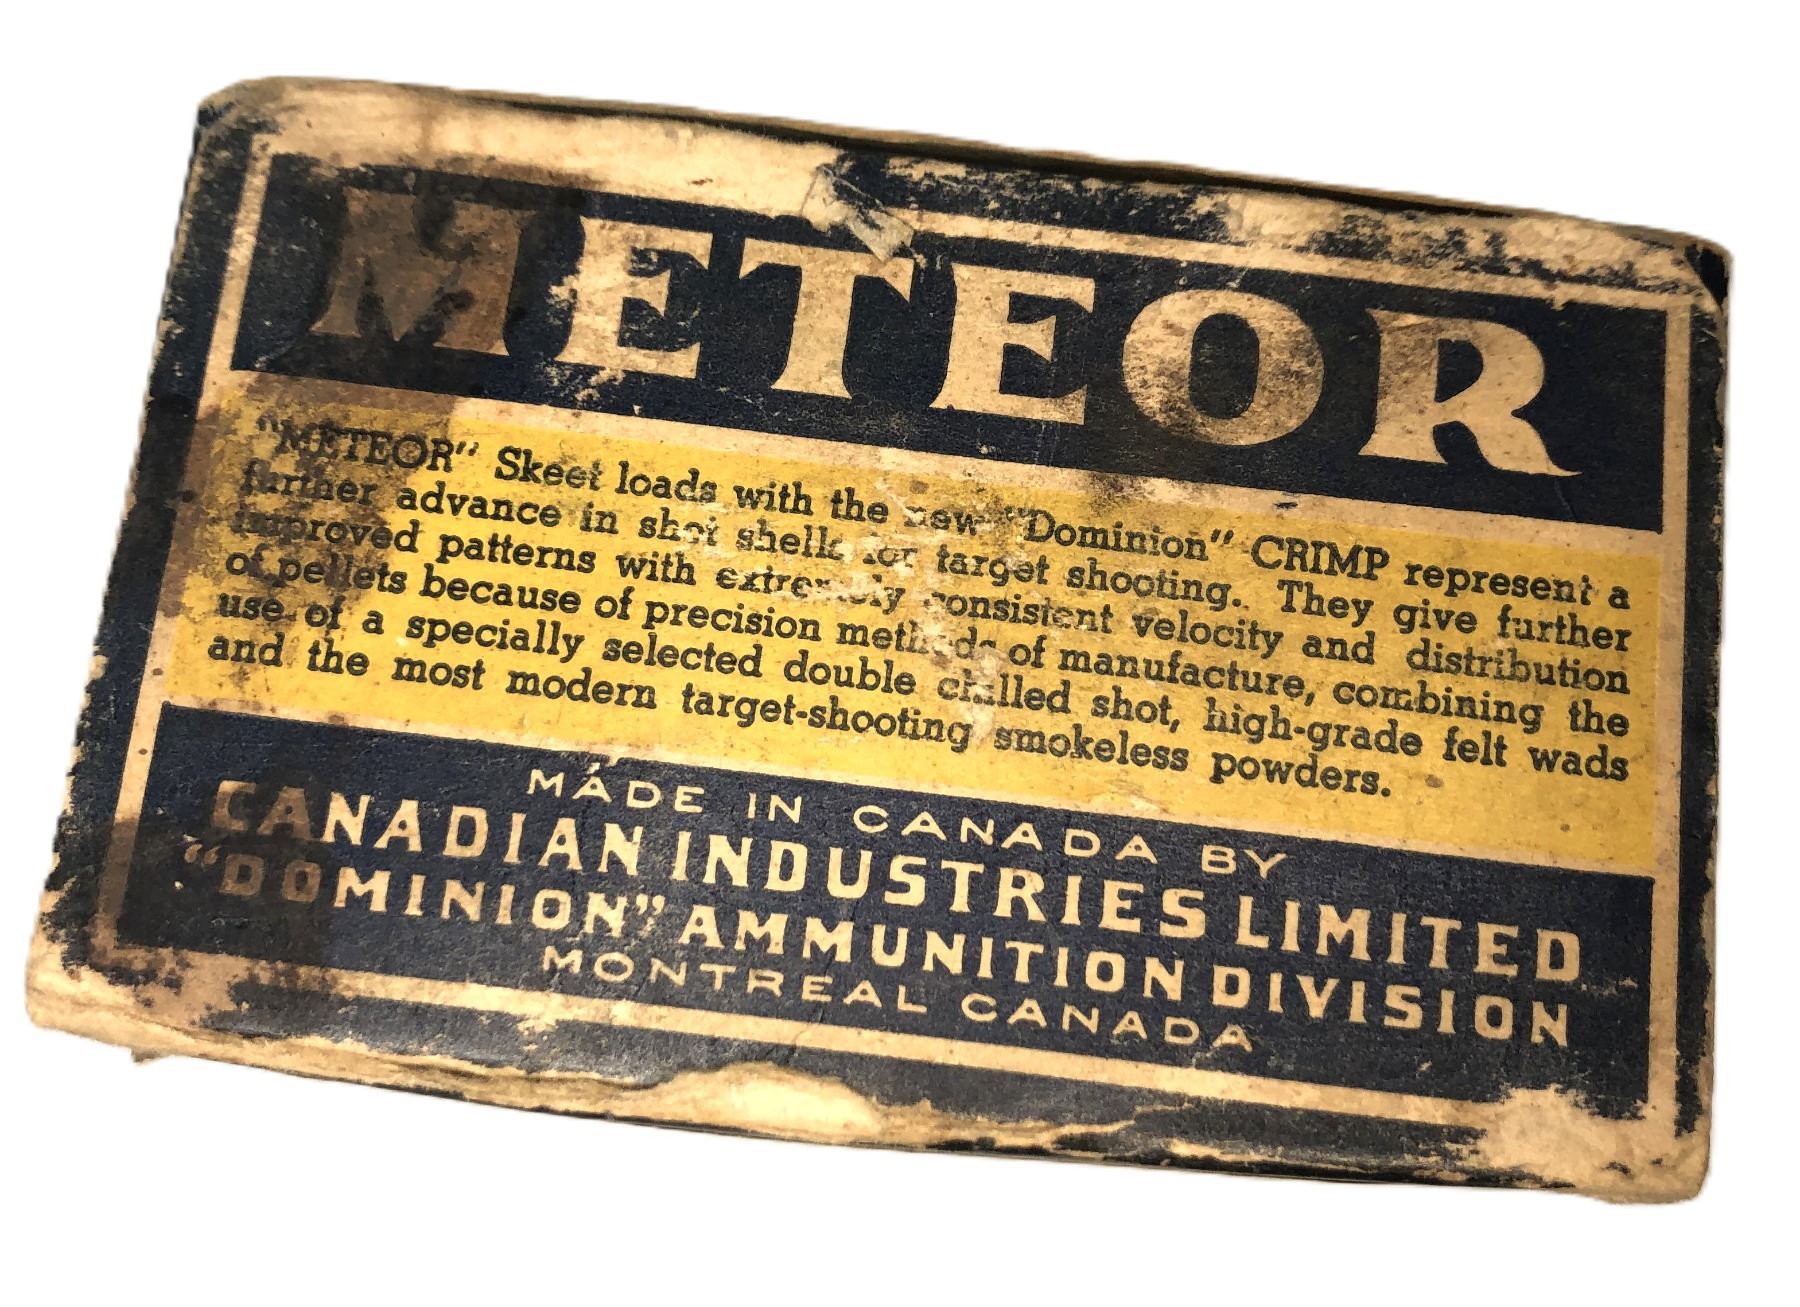 METEOR
"METEOR" Skeet loads with the new "Dominion" CRIMP represent a
further advance in shot shells for target shooting. They give further
improved patterns with extremely consistent velocity and distribution
of pellets because of precision methods of manufacture, combining the
use of a specially selected double chilled shot, high-grade felt wads
and the most modern target-shooting smokeless powders.
MADE IN CANADA BY
CANADIAN INDUSTRIES LIMITED
"DOMINION" AMMUNITION DIVISION
MONTREAL CANADA